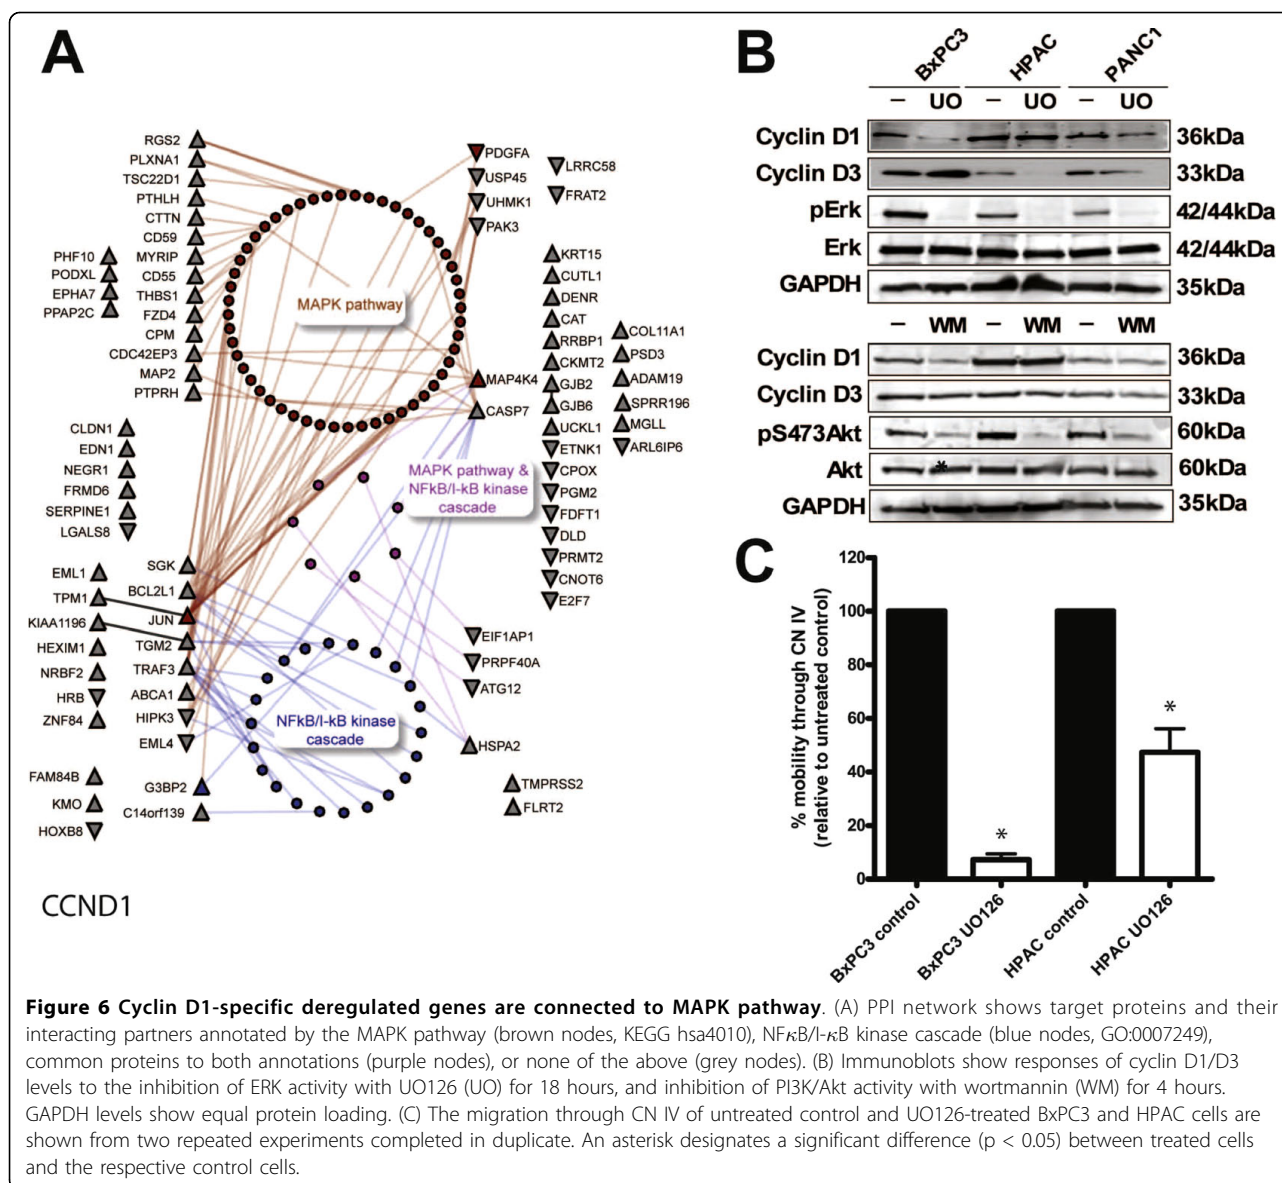 A
RGS2
PLXNA1
TSC22D1
PTHLH
CTTN
CD59
MYRIP
CD55
THBS1
FZD4
CPM
CDC42EP3
MAP2
PTPRH
PHF10
PODXL
EPHA7
PPAP2C
CLDN1
EDN1
NEGR1
FRMD6
SERPINE1
LGALS8
SGK
BCL2L1
JUN
TGM2
TRAF3
ABCA1
HIPK3
EML4
G3BP2
C14orf139
EML1
TPM1
KIAA1196
HEXIM1
NRBF2
HRB
ZNF84
FAM84B
KMO
HOXB8
MAPK pathway
MAPK pathway &
NFkB/I-kB kinase
cascade
NFkB/I-kB kinase
cascade
PDGFA
USP45
UHMK1
PAK3
LRRC58
FRAT2
MAP4K4
CASP7
KRT15
CUTL1
DENR
CAT
RRBP1
CKMT2
GJB2
GJB6
UCKL1
ETNK1
CPOX
PGM2
FDFT1
DLD
PRMT2
CNOT6
E2F7
COL11A1
PSD3
ADAM19
SPRR196
MGLL
ARL6IP6
EIF1AP1
PRPF40A
ATG12
HSPA2
TMPRSS2
FLRT2
CCND1
B
BxPC3 HPAC PANC1
– UO – UO – UO
Cyclin D1 36kDa
Cyclin D3 33kDa
pErk 42/44kDa
Erk 42/44kDa
GAPDH 35kDa
– WM – WM – WM
Cyclin D1 36kDa
Cyclin D3 33kDa
pS473Akt 60kDa
Akt * 60kDa
GAPDH 35kDa
C
% mobility through CN IV
(relative to untreated control)
120
100
80
60
40
20
0
*
*
BxPC3 control
BxPC3 UO126
HPAC control
HPAC UO126
Figure 6 Cyclin D1-specific deregulated genes are connected to MAPK pathway. (A) PPI network shows target proteins and their
interacting partners annotated by the MAPK pathway (brown nodes, KEGG hsa4010), NFκB/I-κB kinase cascade (blue nodes, GO:0007249),
common proteins to both annotations (purple nodes), or none of the above (grey nodes). (B) Immunoblots show responses of cyclin D1/D3
levels to the inhibition of ERK activity with UO126 (UO) for 18 hours, and inhibition of PI3K/Akt activity with wortmannin (WM) for 4 hours.
GAPDH levels show equal protein loading. (C) The migration through CN IV of untreated control and UO126-treated BxPC3 and HPAC cells are
shown from two repeated experiments completed in duplicate. An asterisk designates a significant difference (p < 0.05) between treated cells
and the respective control cells.